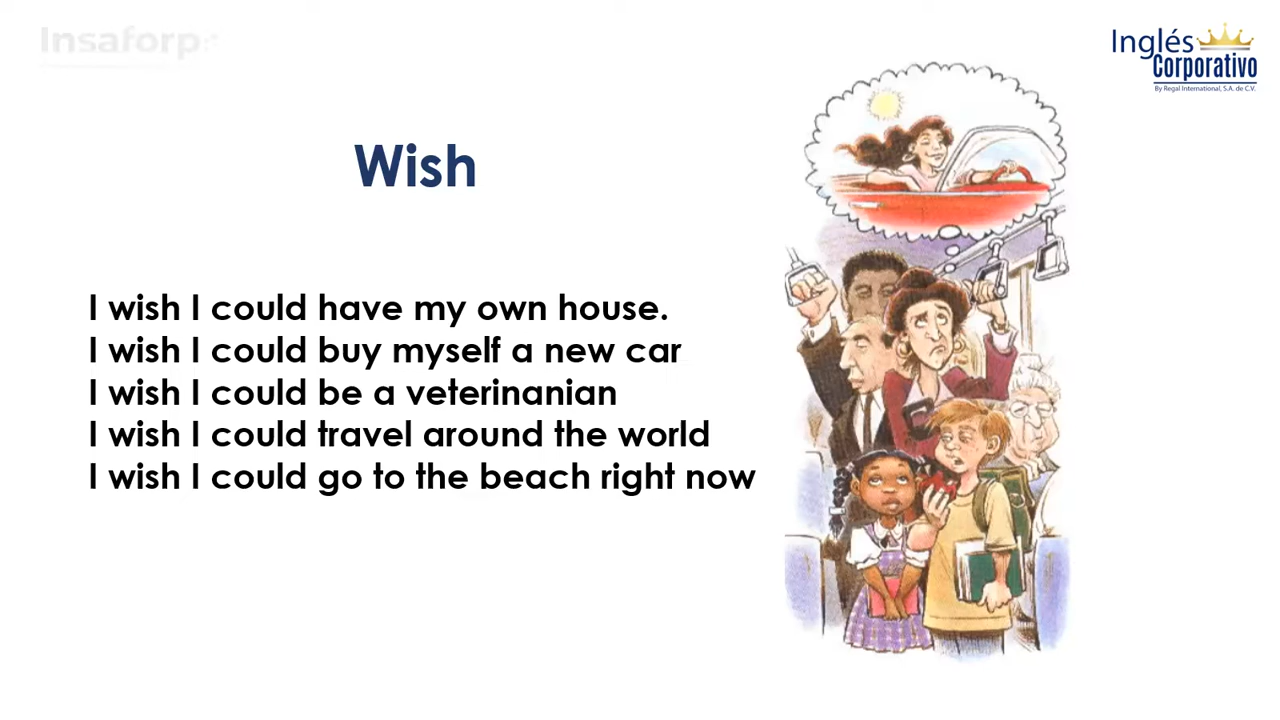 Insaforp
Inglés
Corporativo
By Regal International, S.A. de C.V.
Wish
I wish I could have my own house.
I wish I could buy myself a new car
I wish I could be a veterinanian
I wish I could travel around the world
I wish I could go to the beach right now